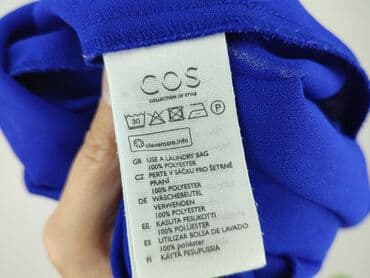 COS
COLLECTION OF STYLE
30 P
clevercare.info
GB USE A LAUNDRY BAG
100% POLYESTER
CZ PERTE V SÁČKU PRO ŠETRNÉ
PRANÍ
100% POLYESTER
DE WÄSCHEBEUTEL
VERWENDEN
100% POLYESTER
EE KASUTA PESUKOTTI
100% POLÜESTER
ES UTILIZAR BOLSA DE LAVADO
100% poliéster
FI KÄYTÄ PESUPUSSIA